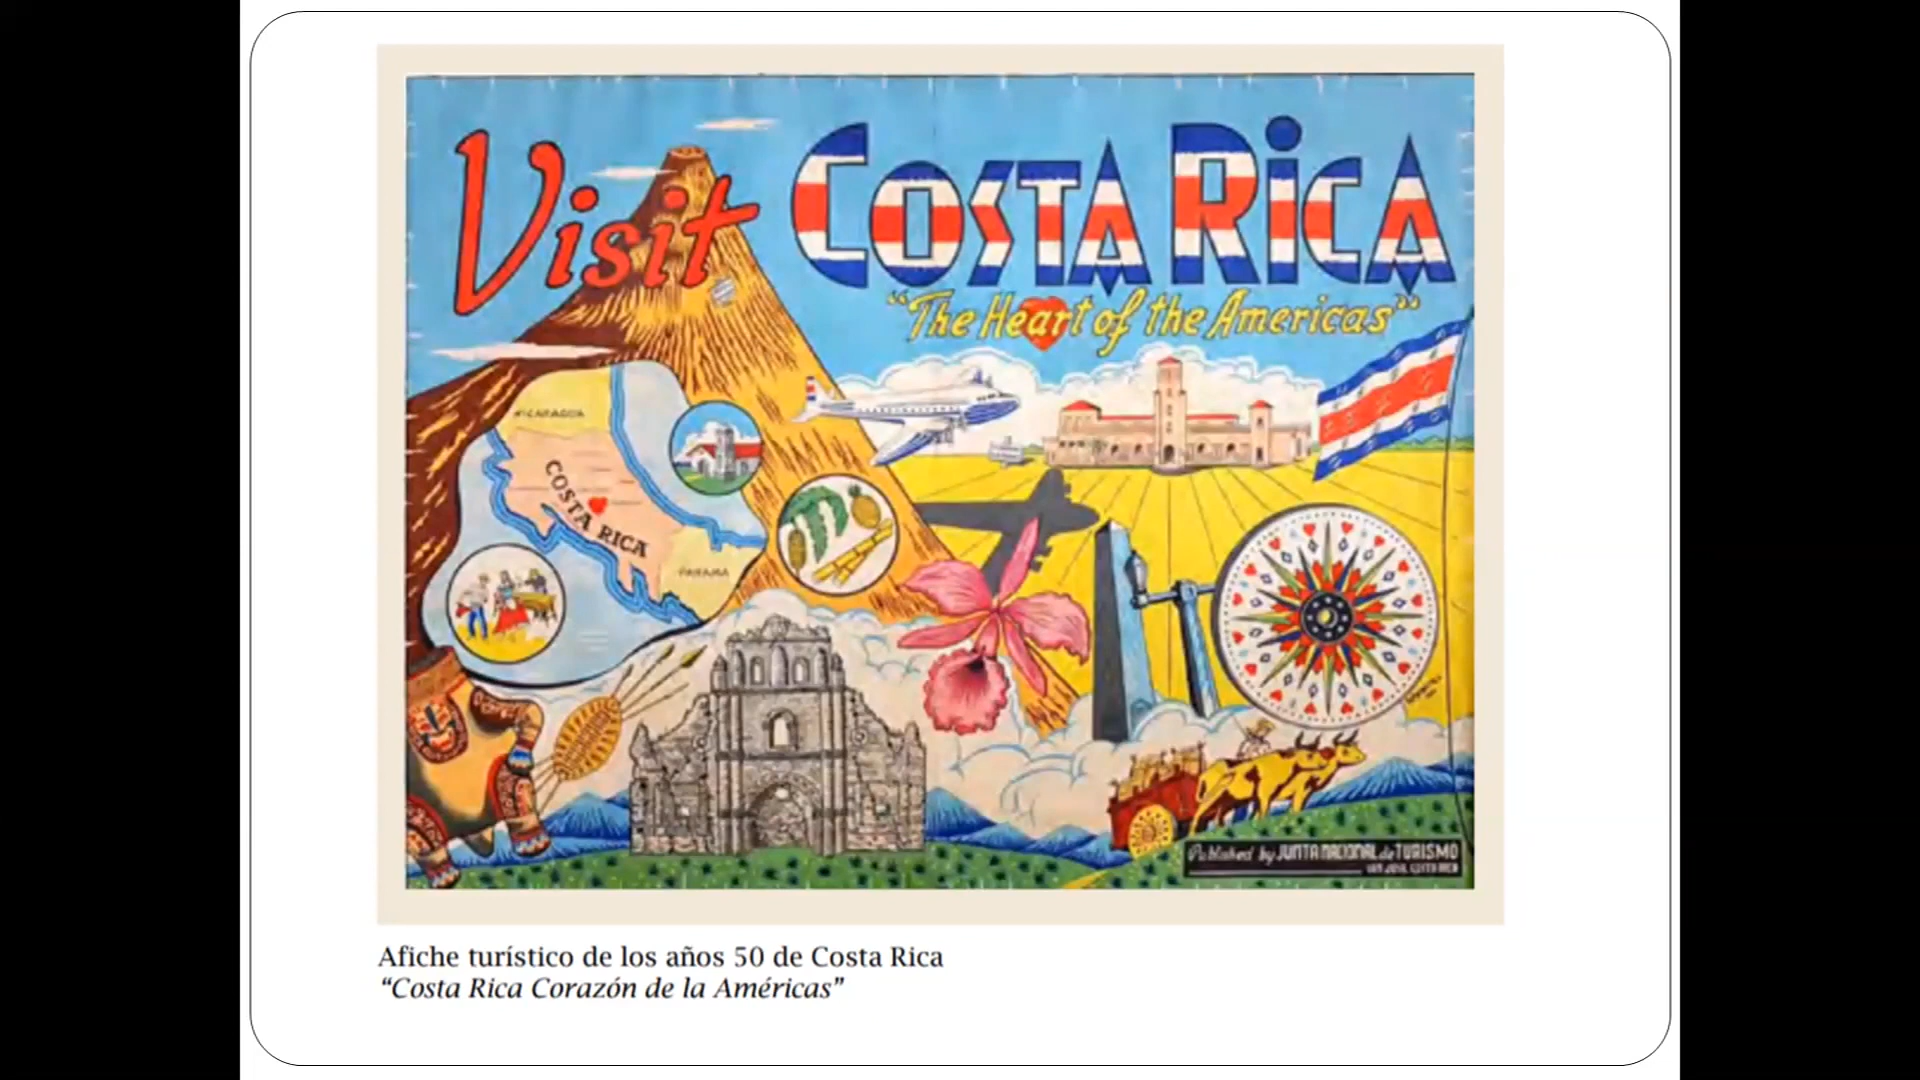 Visit COSTA RICA
"The Heart of the Americas"
NICARAGUA
COSTA RICA
PANAMA
Published by JUNTA NACIONAL de TURISMO
SAN JOSE, COSTA RICA
Afiche turístico de los años 50 de Costa Rica
“Costa Rica Corazón de la Américas”